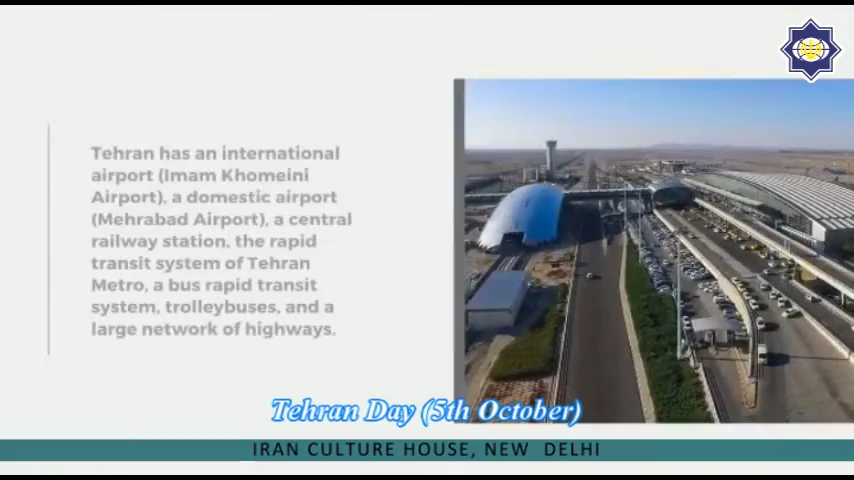 Tehran has an international
airport (Imam Khomeini
Airport), a domestic airport
(Mehrabad Airport), a central
railway station, the rapid
transit system of Tehran
Metro, a bus rapid transit
system, trolleybuses, and a
large network of highways.
Tehran Day (5th October)
IRAN CULTURE HOUSE, NEW DELHI